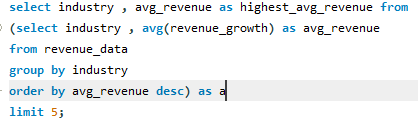 select industry , avg_revenue as highest_avg_revenue from
(select industry , avg(revenue_growth) as avg_revenue
from revenue_data
group by industry
order by avg_revenue desc) as a
limit 5;